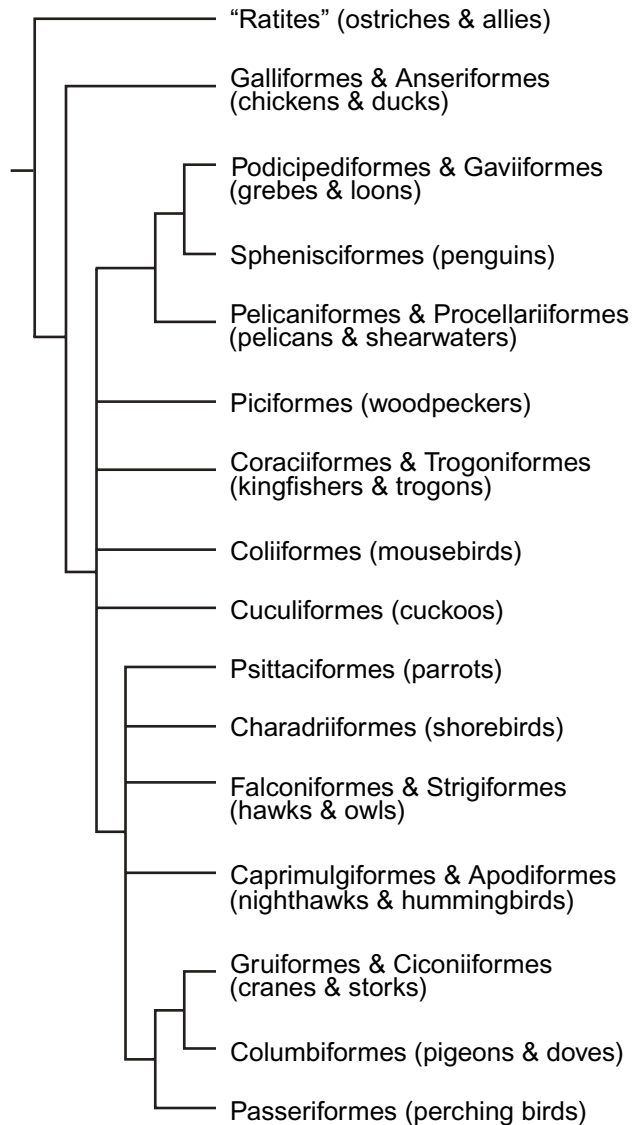 “Ratites” (ostriches & allies)
Galliformes & Anseriformes
(chickens & ducks)
Podicipediformes & Gaviiformes
(grebes & loons)
Sphenisciformes (penguins)
Pelicaniformes & Procellariiformes
(pelicans & shearwaters)
Piciformes (woodpeckers)
Coraciiformes & Trogoniformes
(kingfishers & trogons)
Coliiformes (mousebirds)
Cuculiformes (cuckoos)
Psittaciformes (parrots)
Charadriiformes (shorebirds)
Falconiformes & Strigiformes
(hawks & owls)
Caprimulgiformes & Apodiformes
(nighthawks & hummingbirds)
Gruiformes & Ciconiiformes
(cranes & storks)
Columbiformes (pigeons & doves)
Passeriformes (perching birds)